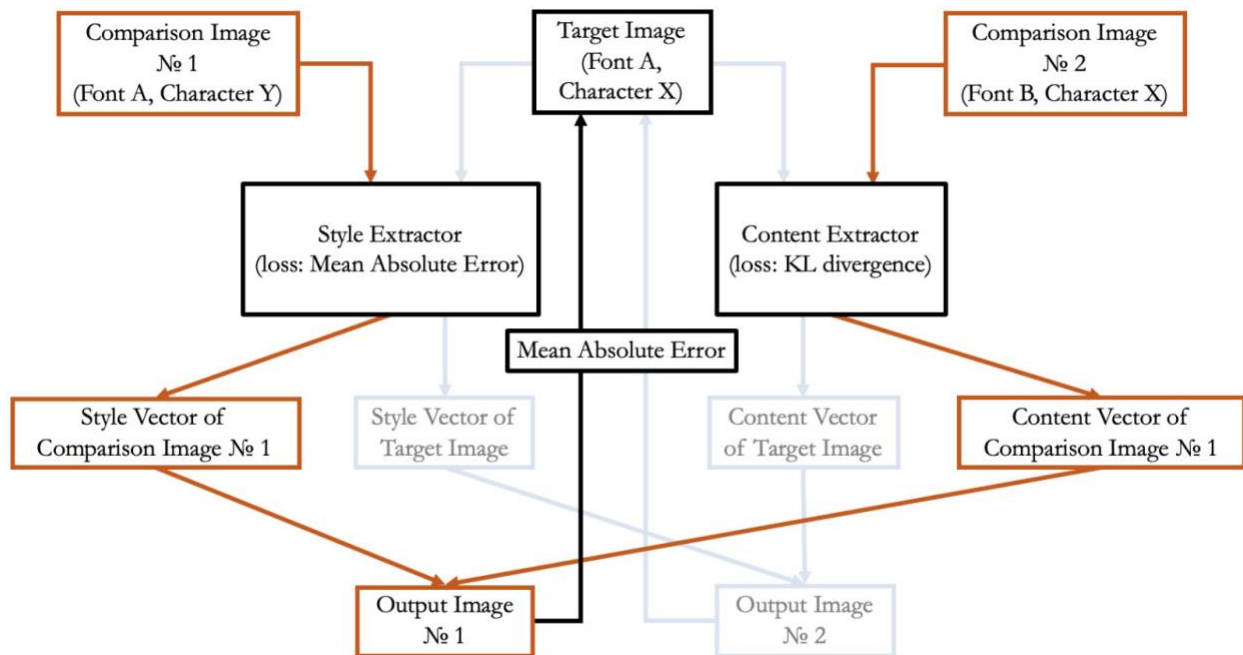 Comparison Image
№ 1
(Font A, Character Y)
Target Image
(Font A,
Character X)
Comparison Image
№ 2
(Font B, Character X)
Style Extractor
(loss: Mean Absolute Error)
Content Extractor
(loss: KL divergence)
Mean Absolute Error
Style Vector of
Comparison Image № 1
Style Vector of
Target Image
Content Vector
of Target Image
Content Vector of
Comparison Image № 1
Output Image
№ 1
Output Image
№ 2